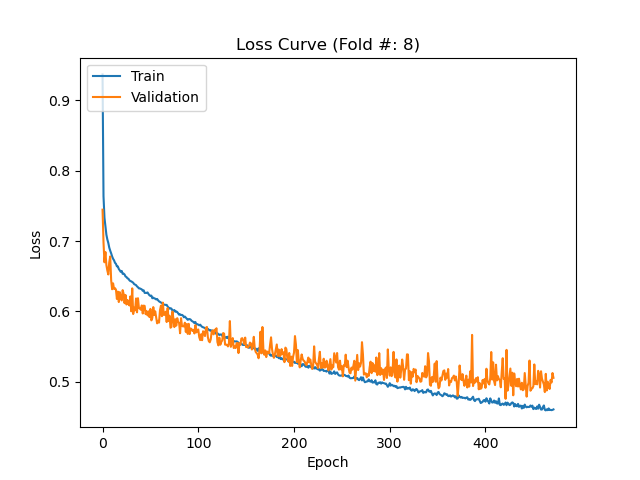 Loss Curve (Fold #: 8)
Train
Validation
0.9
0.8
0.7
0.6
0.5
Loss
0 100 200 300 400
Epoch